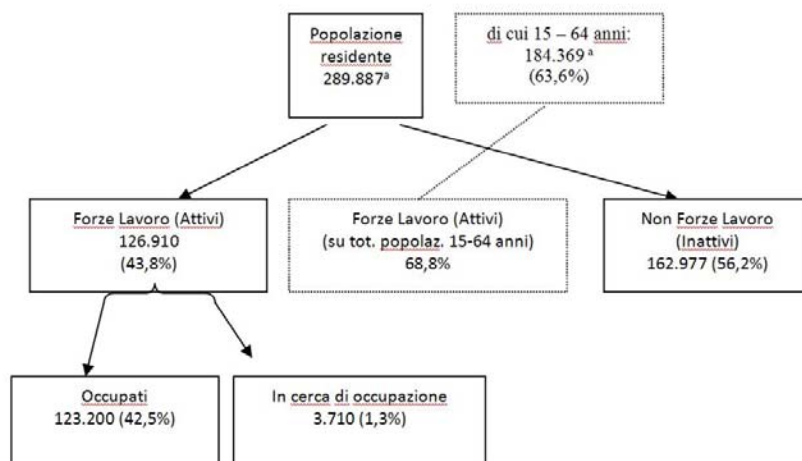 Popolazione
residente
289.887ª
di cui 15 – 64 anni:
184.369 ª
(63,6%)
Forze Lavoro (Attivi)
126.910
(43,8%)
Forze Lavoro (Attivi)
(su tot. popolaz. 15-64 anni)
68,8%
Non Forze Lavoro
(Inattivi)
162.977 (56,2%)
Occupati
123.200 (42,5%)
In cerca di occupazione
3.710 (1,3%)